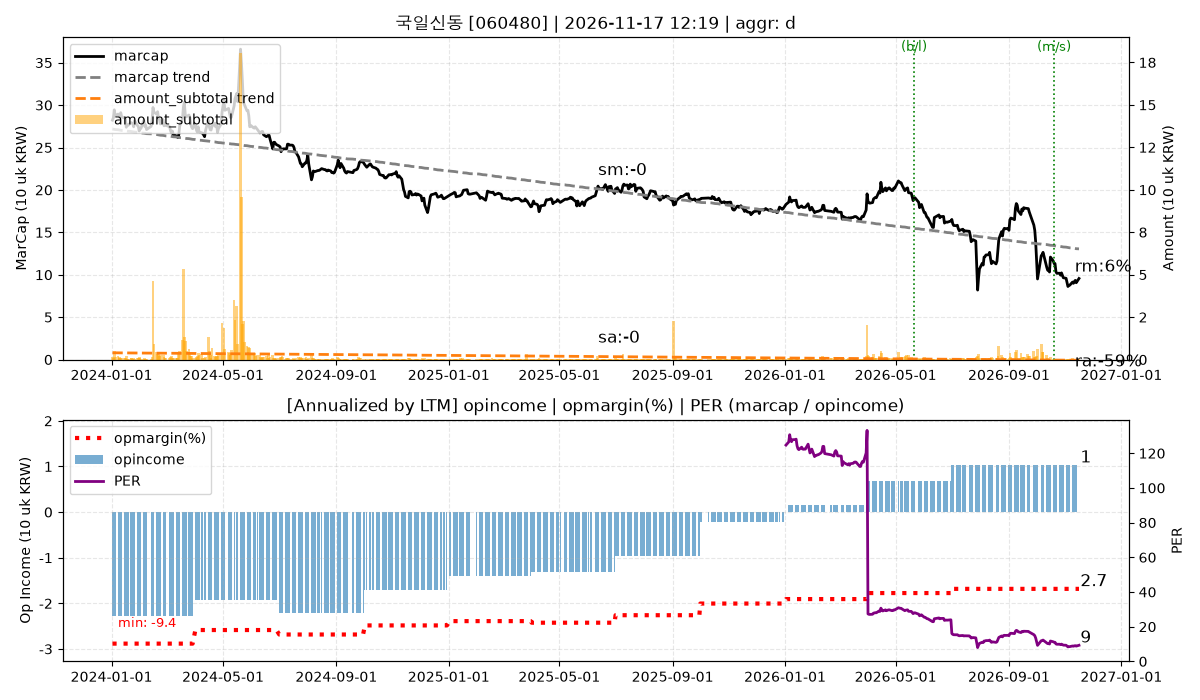 국일신동 [060480] | 2026-11-17 12:19 | aggr: d
marcap
marcap trend
amount_subtotal trend
amount_subtotal
(b/l)
(m/s)
sm:-0
sa:-0
rm:6%
ra:-59%
MarCap (10 uk KRW)
35
30
25
20
15
10
5
0
Amount (10 uk KRW)
18
15
12
10
8
5
2
0
2024-01-01
2024-05-01
2024-09-01
2025-01-01
2025-05-01
2025-09-01
2026-01-01
2026-05-01
2026-09-01
2027-01-01
[Annualized by LTM] opincome | opmargin(%) | PER (marcap / opincome)
opmargin(%)
opincome
PER
min: -9.4
1
2.7
9
Op Income (10 uk KRW)
2
1
0
-1
-2
-3
PER
120
100
80
60
40
20
0
2024-01-01
2024-05-01
2024-09-01
2025-01-01
2025-05-01
2025-09-01
2026-01-01
2026-05-01
2026-09-01
2027-01-01